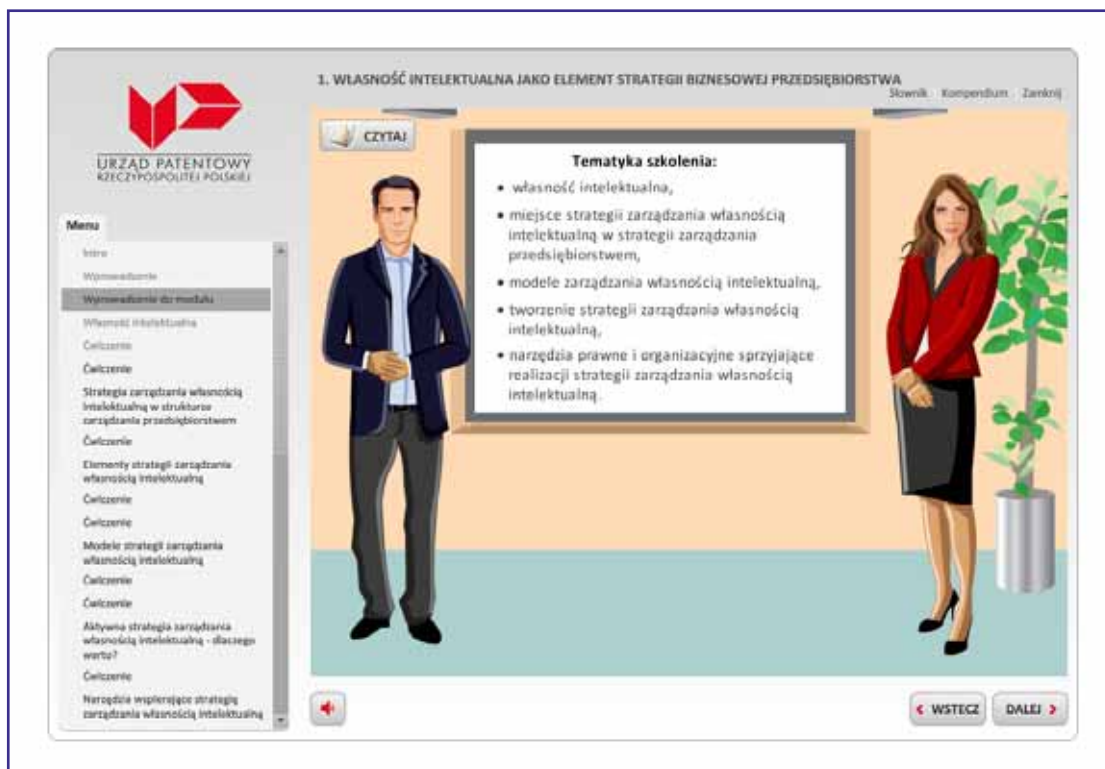 1. WŁASNOŚĆ INTELEKTUALNA JAKO ELEMENT STRATEGII BIZNESOWEJ PRZEDSIĘBIORSTWA
Słownik Kompendium Zamknij
URZĄD PATENTOWY
RZECZYPOSPOLITEJ POLSKIEJ
Menu
Intro
Wprowadzenie
Wprowadzenie do modułu
Własność intelektualna
Ćwiczenie
Ćwiczenie
Strategia zarządzania własnością
intelektualną w strukturze
zarządzania przedsiębiorstwem
Ćwiczenie
Elementy strategii zarządzania
własnością intelektualną
Ćwiczenie
Ćwiczenie
Modele strategii zarządzania
własnością intelektualną
Ćwiczenie
Ćwiczenie
Aktywna strategia zarządzania
własnością intelektualną - dlaczego
warto?
Ćwiczenie
Narzędzia wspierające strategię
zarządzania własnością intelektualną
CZYTAJ
Tematyka szkolenia:
• własność intelektualna,
• miejsce strategii zarządzania własnością
intelektualną w strategii zarządzania
przedsiębiorstwem,
• modele zarządzania własnością intelektualną,
• tworzenie strategii zarządzania własnością
intelektualną,
• narzędzia prawne i organizacyjne sprzyjające
realizacji strategii zarządzania własnością
intelektualną.
WSTECZ DALEJ